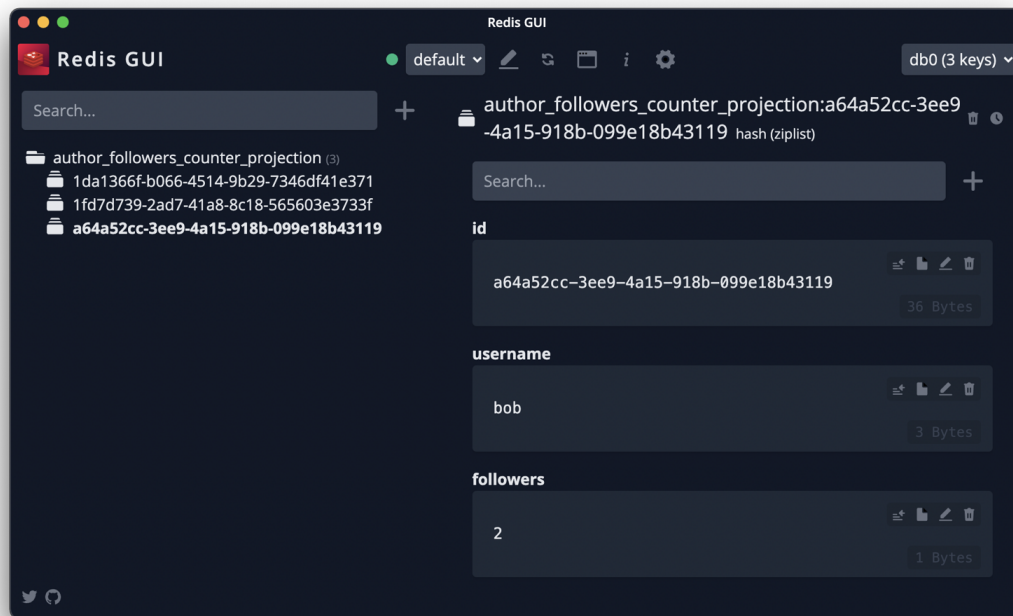 Redis GUI
Redis GUI
default
db0 (3 keys)
Search...
author_followers_counter_projection (3)
1da1366f-b066-4514-9b29-7346df41e371
1fd7d739-2ad7-41a8-8c18-565603e3733f
a64a52cc-3ee9-4a15-918b-099e18b43119
author_followers_counter_projection:a64a52cc-3ee9
-4a15-918b-099e18b43119 hash (ziplist)
Search...
id
a64a52cc-3ee9-4a15-918b-099e18b43119
36 Bytes
username
bob
3 Bytes
followers
2
1 Bytes